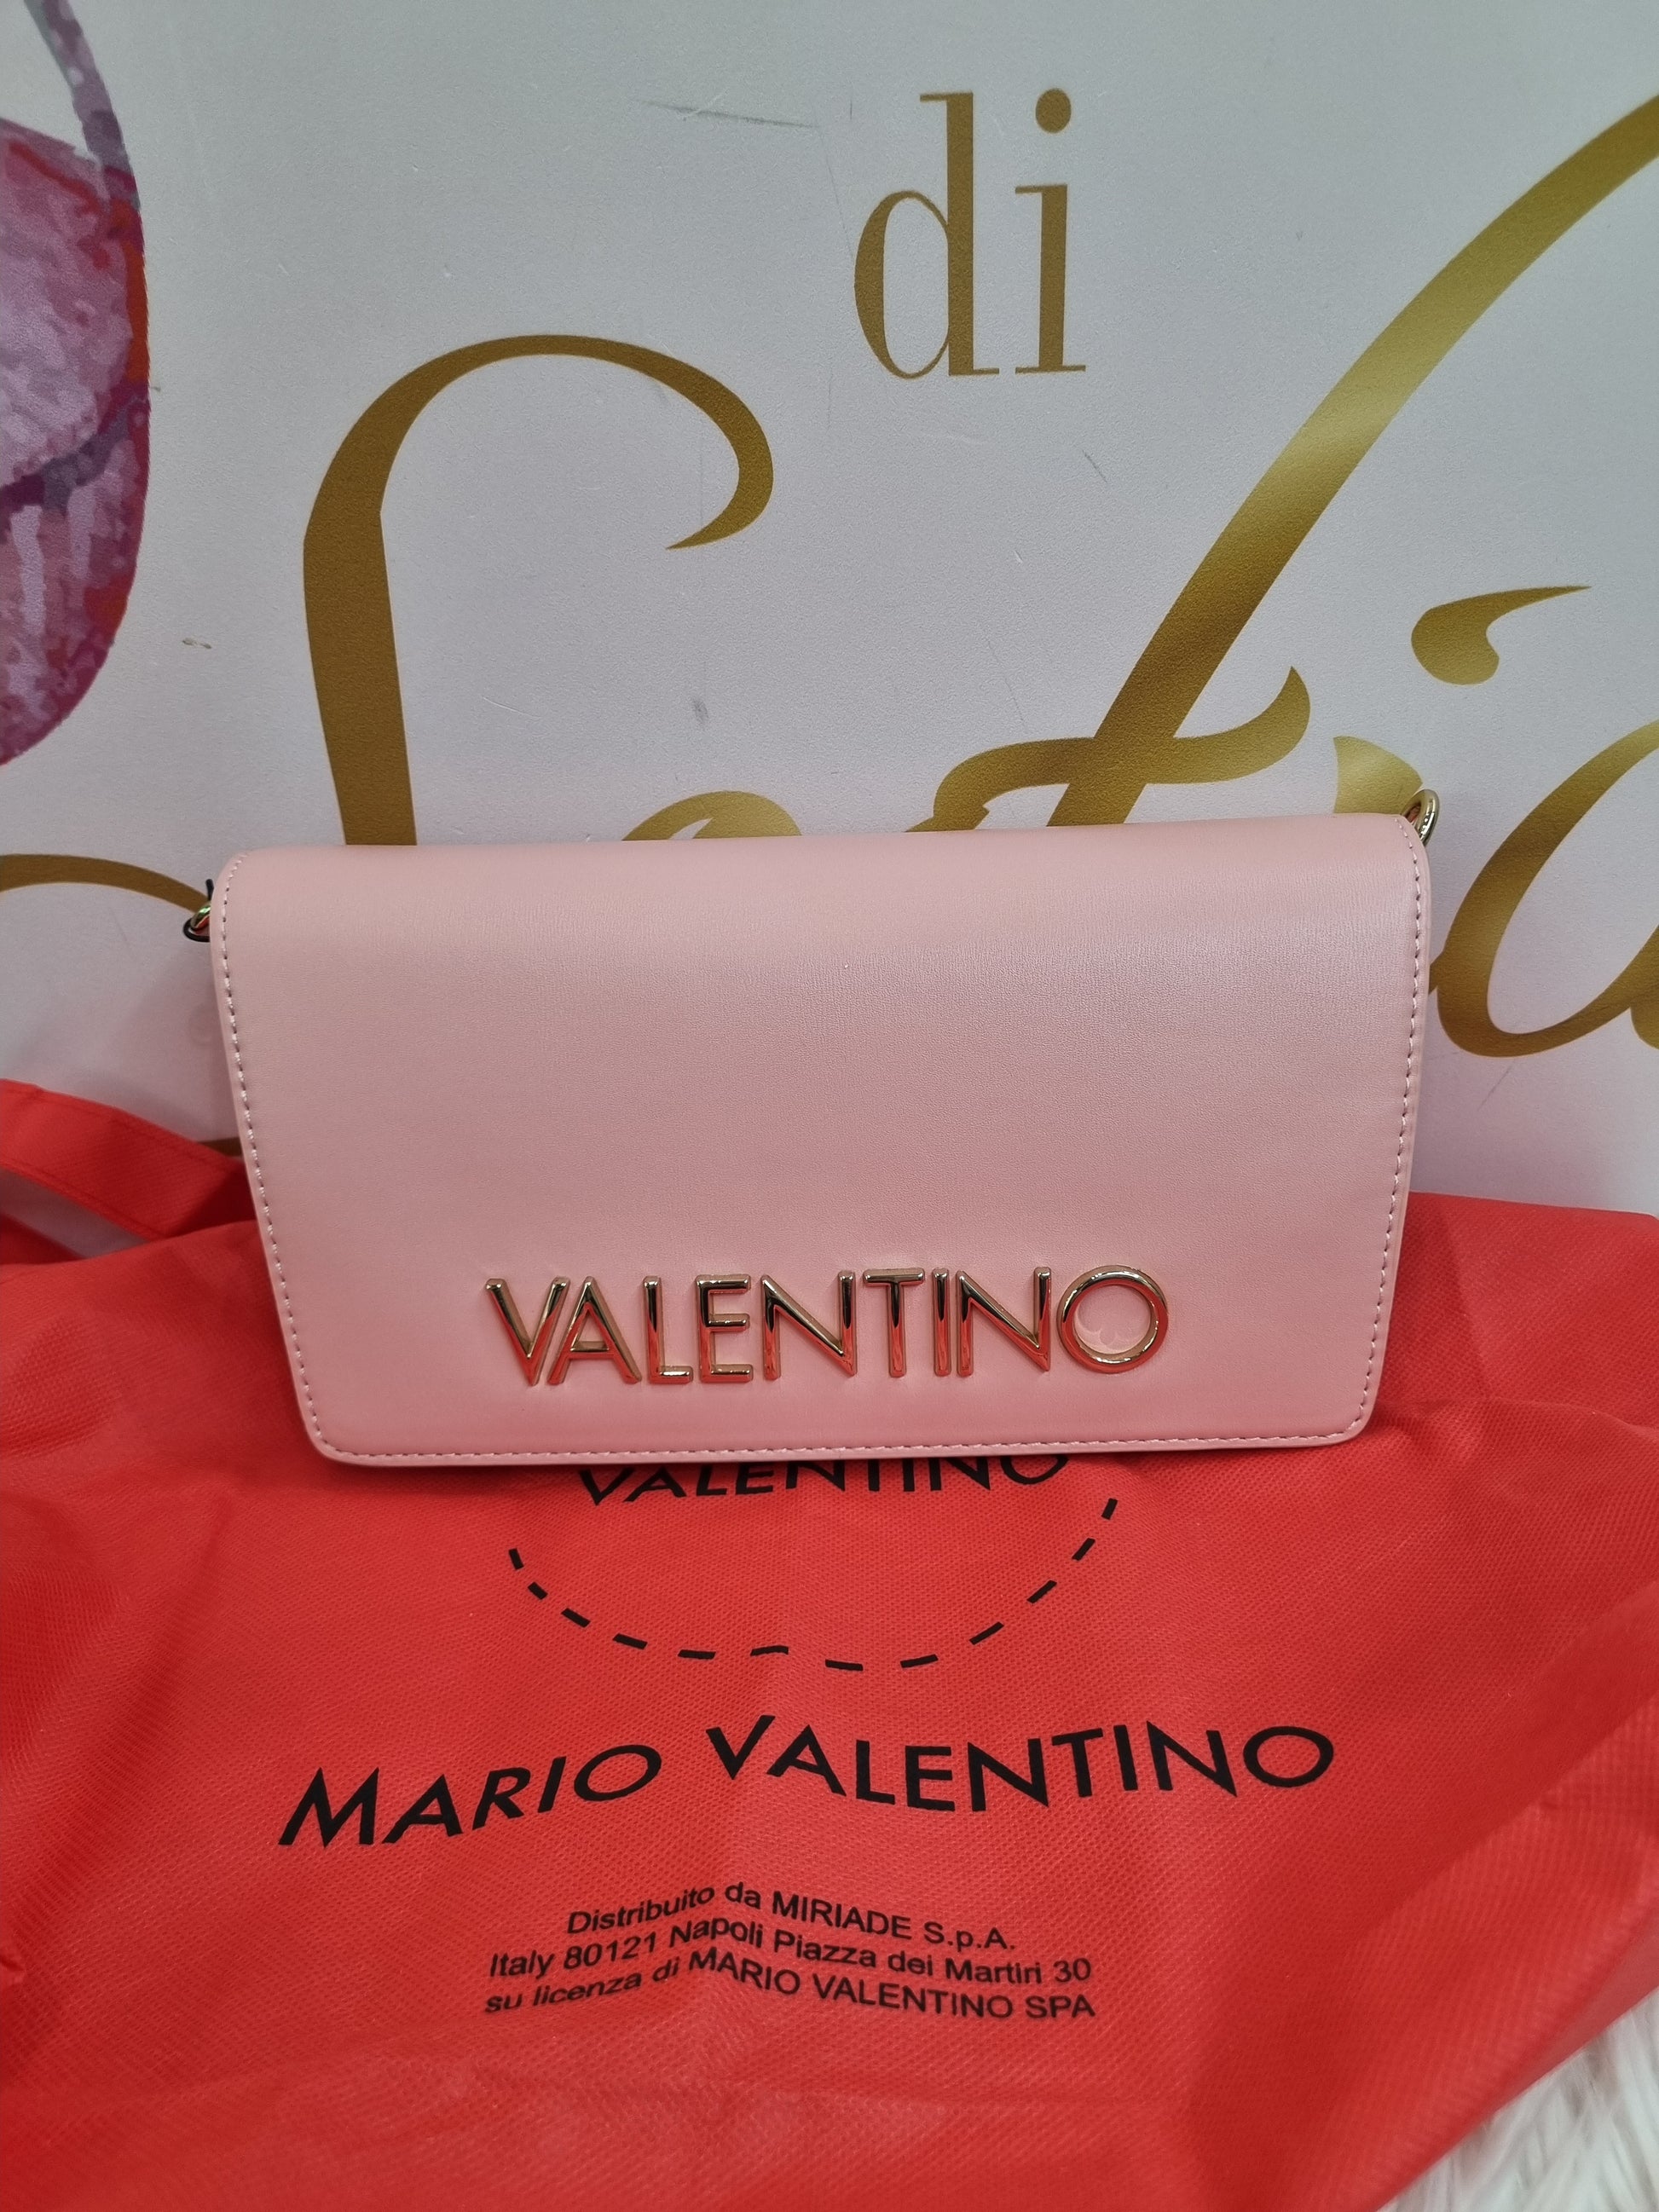 di
VALENTINO
VALENTINO
MARIO VALENTINO
Distribuito da MIRIADE S.p.A.
Italy 80121 Napoli Piazza dei Martiri 30
su licenza di MARIO VALENTINO SPA